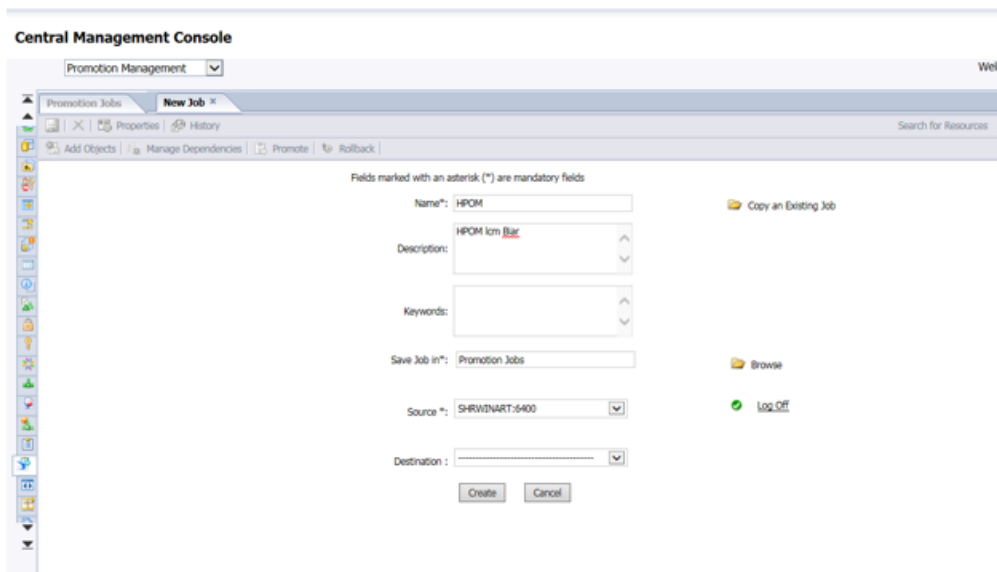 Central Management Console
Promotion Management
Wel
Promotion Jobs New Job ×
Properties History Search for Resources
Add Objects Manage Dependencies Promote Rollback
Fields marked with an asterisk (*) are mandatory fields
Name*: HPOM Copy an Existing Job
Description: HPOM lcm Biar
Keywords:
Save Job in*: Promotion Jobs Browse
Source *: SHRWINART:6400 Log Off
Destination : ----------------------------------------
Create Cancel